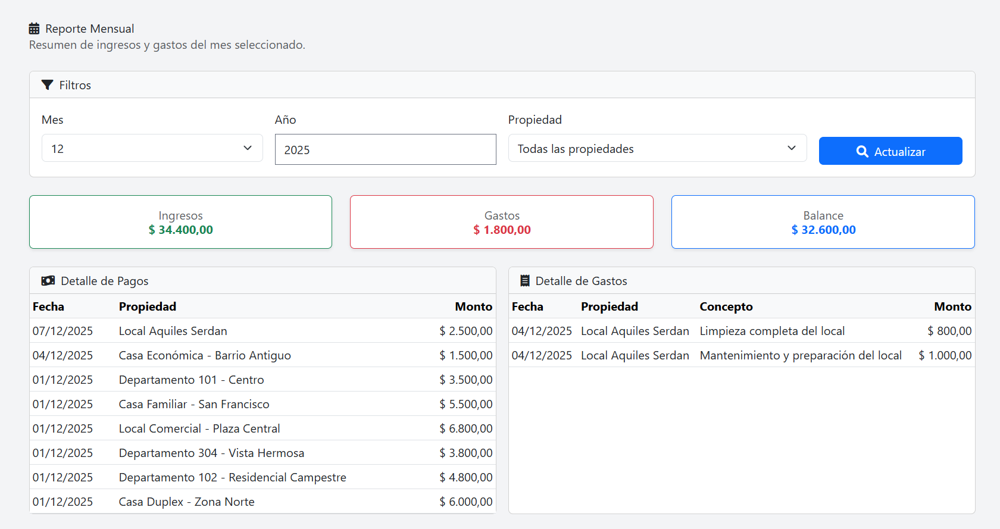 Reporte Mensual
Resumen de ingresos y gastos del mes seleccionado.
Filtros
Mes
12
Año
2025
Propiedad
Todas las propiedades
Actualizar
Ingresos
$ 34.400,00
Gastos
$ 1.800,00
Balance
$ 32.600,00
Detalle de Pagos
Fecha Propiedad Monto
07/12/2025 Local Aquiles Serdan $ 2.500,00
04/12/2025 Casa Económica - Barrio Antiguo $ 1.500,00
01/12/2025 Departamento 101 - Centro $ 3.500,00
01/12/2025 Casa Familiar - San Francisco $ 5.500,00
01/12/2025 Local Comercial - Plaza Central $ 6.800,00
01/12/2025 Departamento 304 - Vista Hermosa $ 3.800,00
01/12/2025 Departamento 102 - Residencial Campestre $ 4.800,00
01/12/2025 Casa Duplex - Zona Norte $ 6.000,00
Detalle de Gastos
Fecha Propiedad Concepto Monto
04/12/2025 Local Aquiles Serdan Limpieza completa del local $ 800,00
04/12/2025 Local Aquiles Serdan Mantenimiento y preparación del local $ 1.000,00